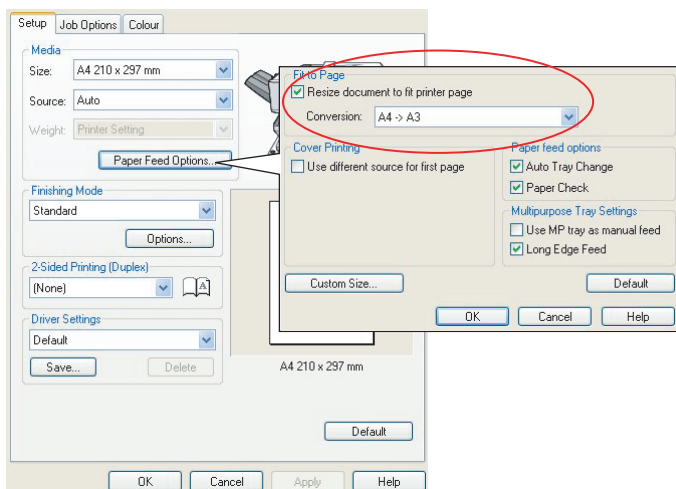 Setup
Job Options
Colour
Media
Size:
A4 210 x 297 mm
Source:
Auto
Weight:
Printer Setting
Paper Feed Options...
Finishing Mode
Standard
Options...
2-Sided Printing (Duplex)
(None)
A
Driver Settings
Default
Save...
Delete
A4 210 x 297 mm
Default
OK
Cancel
Apply
Help
Fit to Page
Resize document to fit printer page
Conversion:
A4 -> A3
Cover Printing
Use different source for first page
Paper feed options
Auto Tray Change
Paper Check
Multipurpose Tray Settings
Use MP tray as manual feed
Long Edge Feed
Custom Size...
Default
OK
Cancel
Help